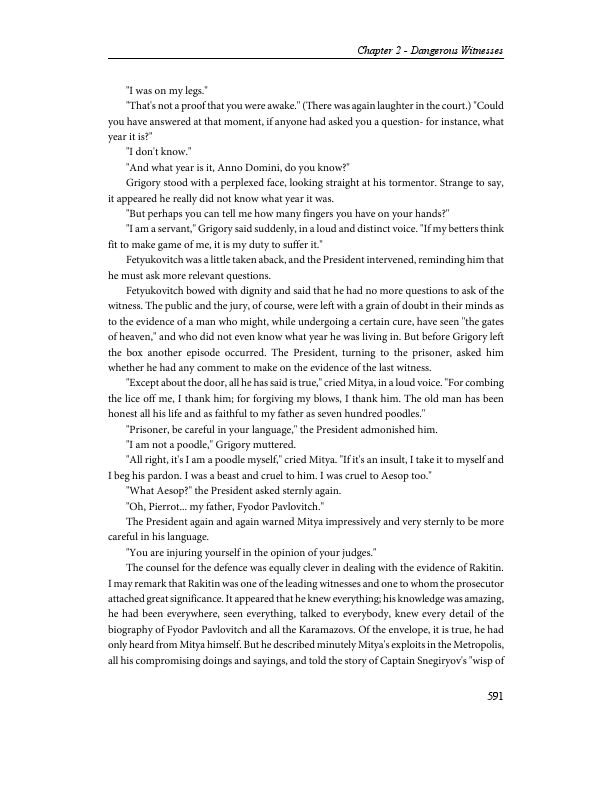 Chapter 2 - Dangerous Witnesses
"I was on my legs."
"That's not a proof that you were awake." (There was again laughter in the court.) "Could
you have answered at that moment, if anyone had asked you a question- for instance, what
year it is?"
"I don't know."
"And what year is it, Anno Domini, do you know?"
Grigory stood with a perplexed face, looking straight at his tormentor. Strange to say,
it appeared he really did not know what year it was.
"But perhaps you can tell me how many fingers you have on your hands?"
"I am a servant," Grigory said suddenly, in a loud and distinct voice. "If my betters think
fit to make game of me, it is my duty to suffer it."
Fetyukovitch was a little taken aback, and the President intervened, reminding him that
he must ask more relevant questions.
Fetyukovitch bowed with dignity and said that he had no more questions to ask of the
witness. The public and the jury, of course, were left with a grain of doubt in their minds as
to the evidence of a man who might, while undergoing a certain cure, have seen "the gates
of heaven," and who did not even know what year he was living in. But before Grigory left
the box another episode occurred. The President, turning to the prisoner, asked him
whether he had any comment to make on the evidence of the last witness.
"Except about the door, all he has said is true," cried Mitya, in a loud voice. "For combing
the lice off me, I thank him; for forgiving my blows, I thank him. The old man has been
honest all his life and as faithful to my father as seven hundred poodles."
"Prisoner, be careful in your language," the President admonished him.
"I am not a poodle," Grigory muttered.
"All right, it's I am a poodle myself," cried Mitya. "If it's an insult, I take it to myself and
I beg his pardon. I was a beast and cruel to him. I was cruel to Aesop too."
"What Aesop?" the President asked sternly again.
"Oh, Pierrot... my father, Fyodor Pavlovitch."
The President again and again warned Mitya impressively and very sternly to be more
careful in his language.
"You are injuring yourself in the opinion of your judges."
The counsel for the defence was equally clever in dealing with the evidence of Rakitin.
I may remark that Rakitin was one of the leading witnesses and one to whom the prosecutor
attached great significance. It appeared that he knew everything; his knowledge was amazing,
he had been everywhere, seen everything, talked to everybody, knew every detail of the
biography of Fyodor Pavlovitch and all the Karamazovs. Of the envelope, it is true, he had
only heard from Mitya himself. But he described minutely Mitya's exploits in the Metropolis,
all his compromising doings and sayings, and told the story of Captain Snegiryov's "wisp of
591